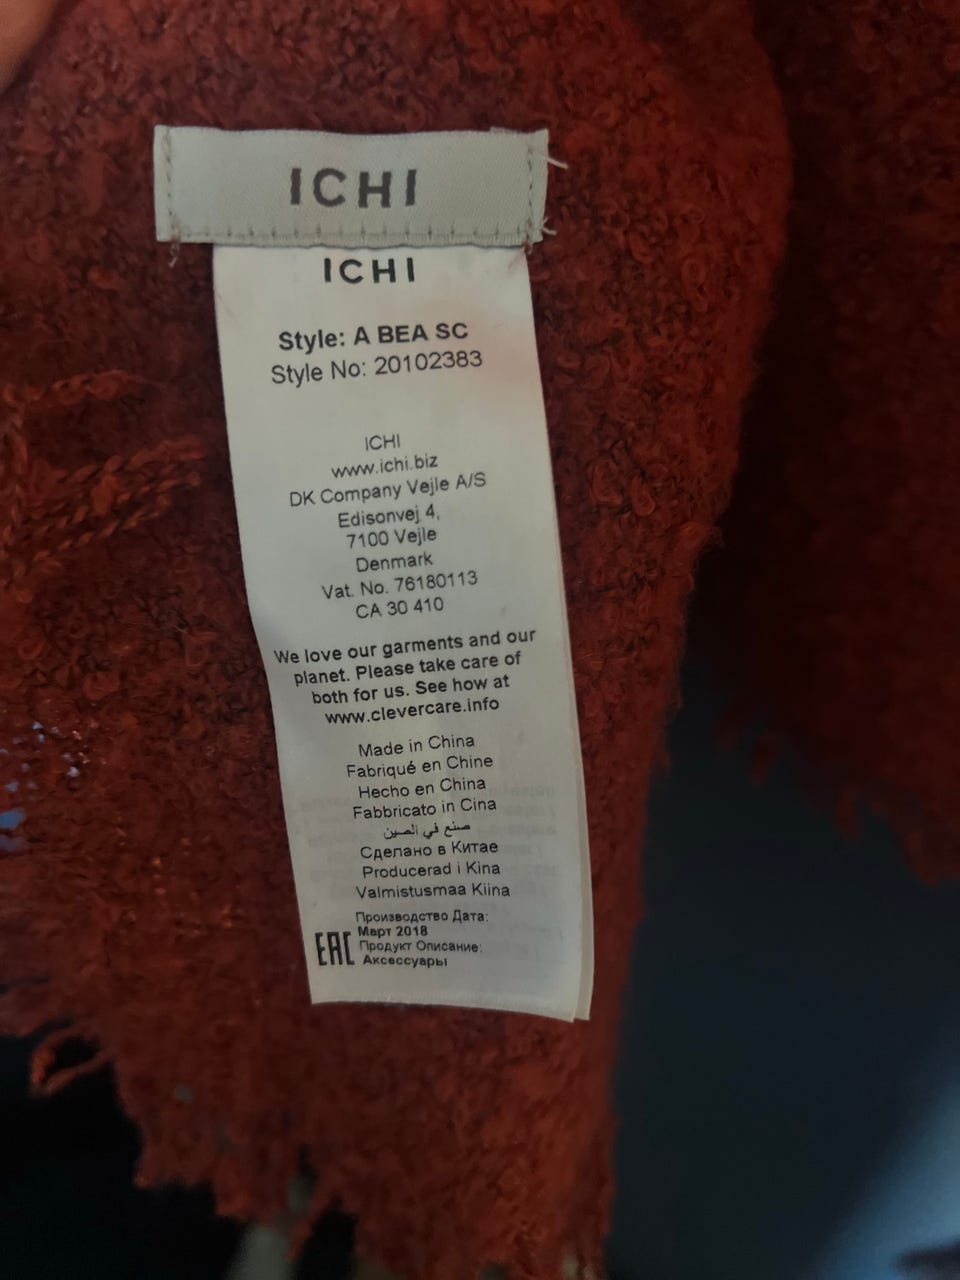 ICHI
ICHI
Style: A BEA SC
Style No: 20102383
ICHI
www.ichi.biz
DK Company Vejle A/S
Edisonvej 4,
7100 Vejle
Denmark
Vat. No. 76180113
CA 30 410
We love our garments and our
planet. Please take care of
both for us. See how at
www.clevercare.info
Made in China
Fabriqué en Chine
Hecho en China
Fabbricato in Cina
صنع في الصين
Сделано в Китае
Producerad i Kina
Valmistusmaa Kiina
Производство Дата:
Март 2018
EAC Продукт Описание:
Аксессуары